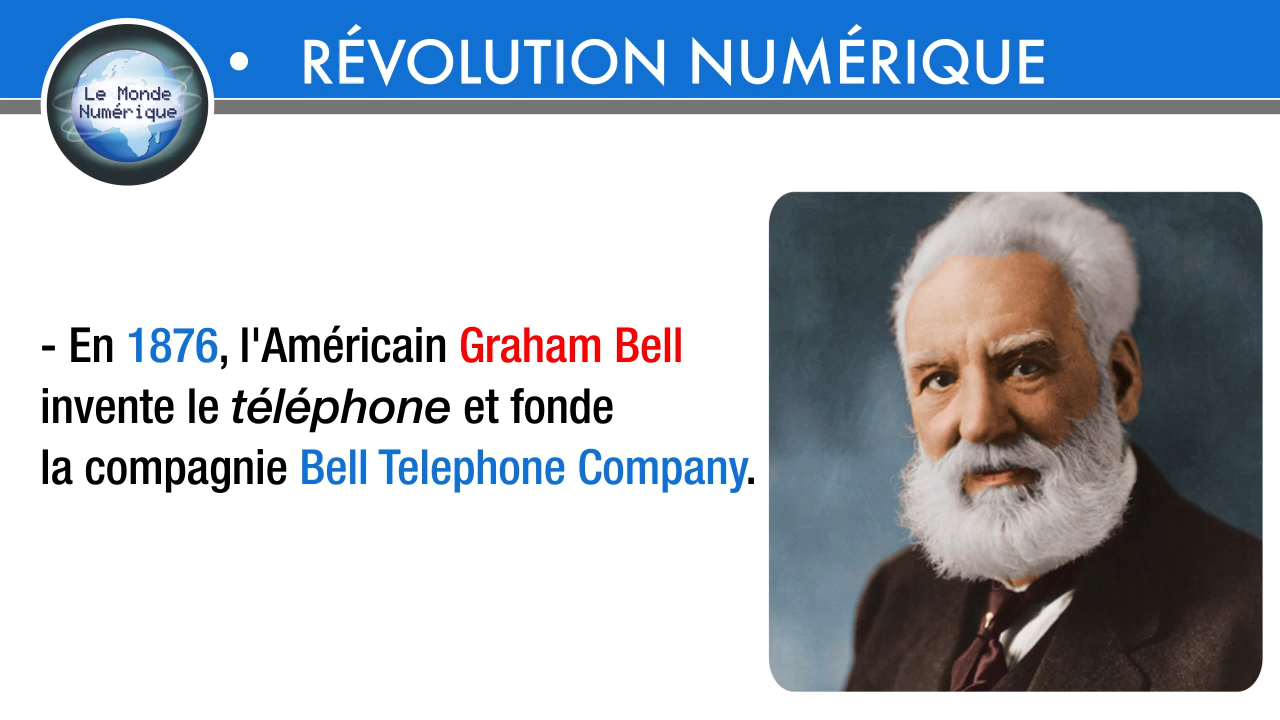 Le Monde
Numérique
• RÉVOLUTION NUMÉRIQUE
- En 1876, l'Américain Graham Bell
invente le téléphone et fonde
la compagnie Bell Telephone Company.